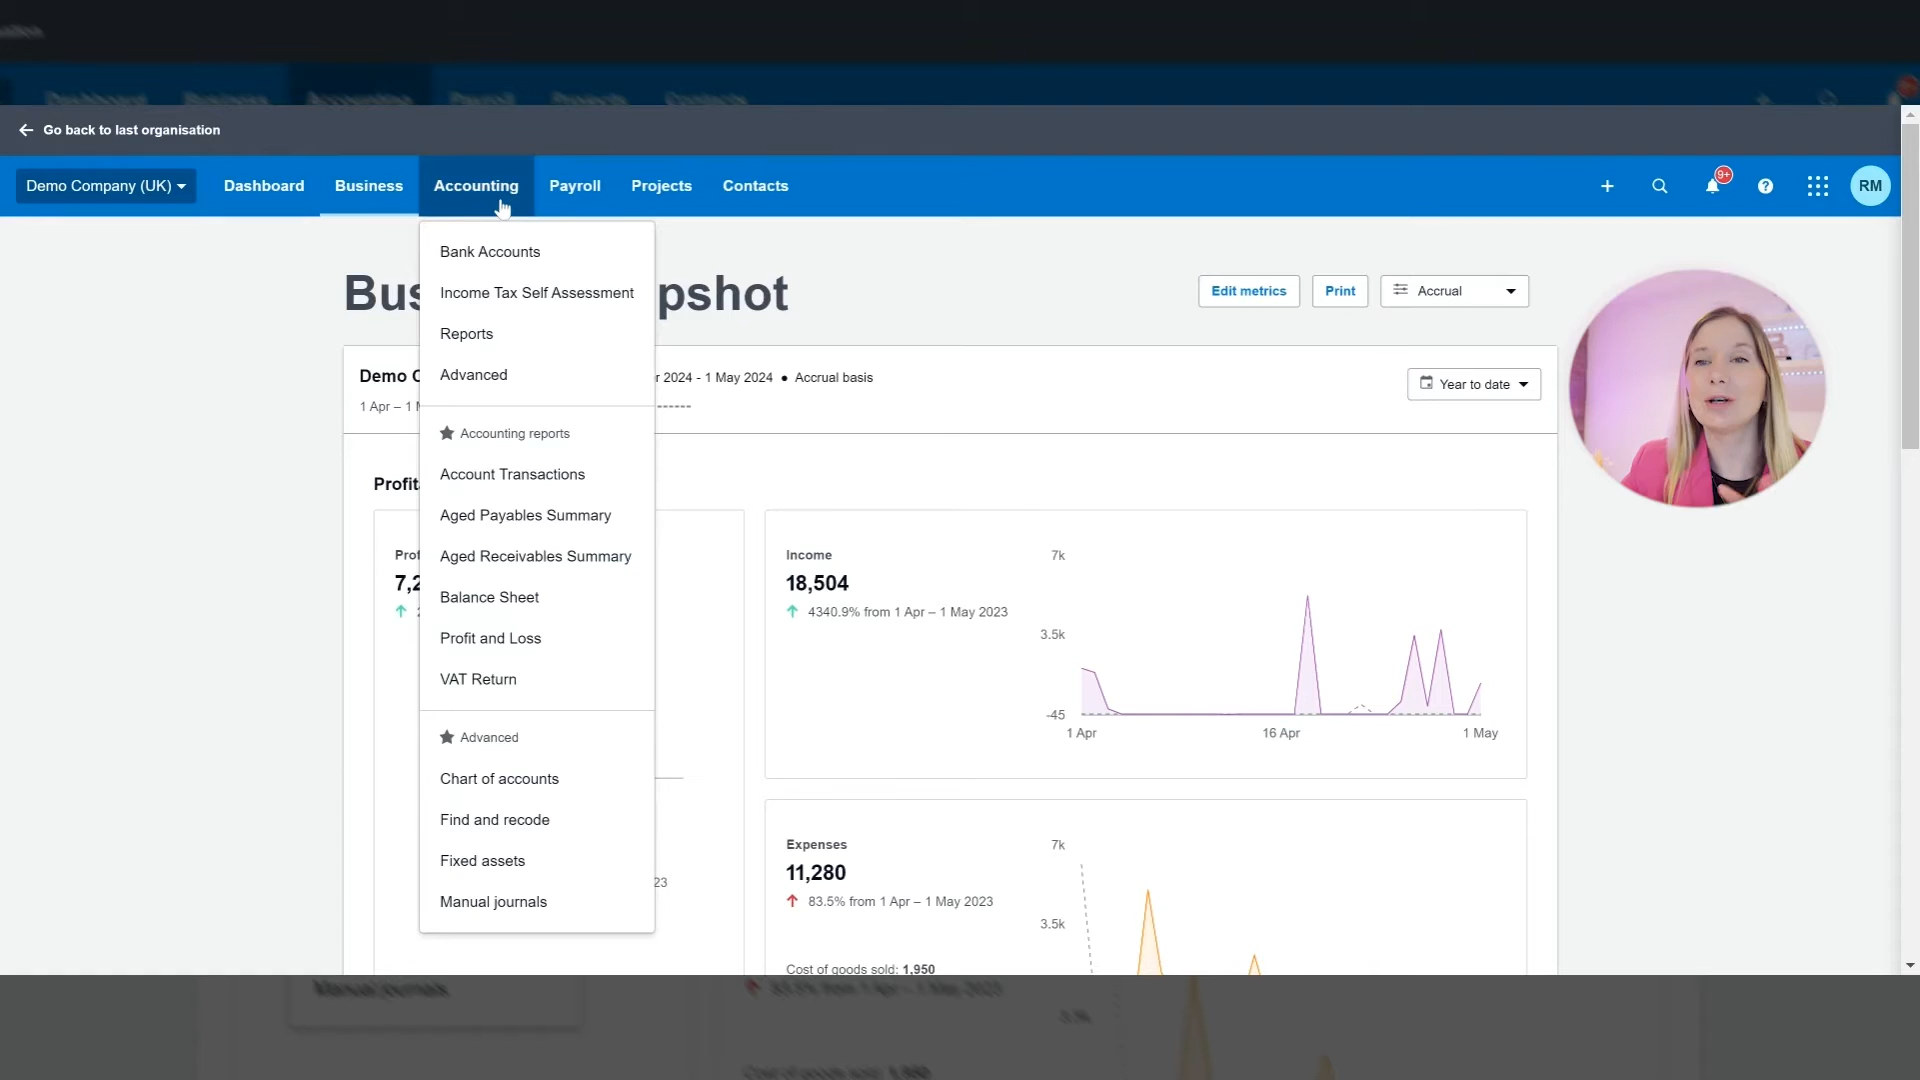 Go back to last organisation
Demo Company (UK) Dashboard Business Accounting Payroll Projects Contacts 9+ RM
Bank Accounts
Income Tax Self Assessment
Reports
Advanced
Accounting reports
Account Transactions
Aged Payables Summary
Aged Receivables Summary
Balance Sheet
Profit and Loss
VAT Return
Advanced
Chart of accounts
Find and recode
Fixed assets
Manual journals
Bus pshot
Edit metrics Print Accrual
Demo C r 2024 - 1 May 2024 • Accrual basis
1 Apr – 1
Year to date
Profit
Prof
7,2
23
Income
18,504
4340.9% from 1 Apr – 1 May 2023
7k
3.5k
-45
1 Apr 16 Apr 1 May
Expenses
11,280
83.5% from 1 Apr – 1 May 2023
7k
3.5k
Cost of goods sold: 1,950